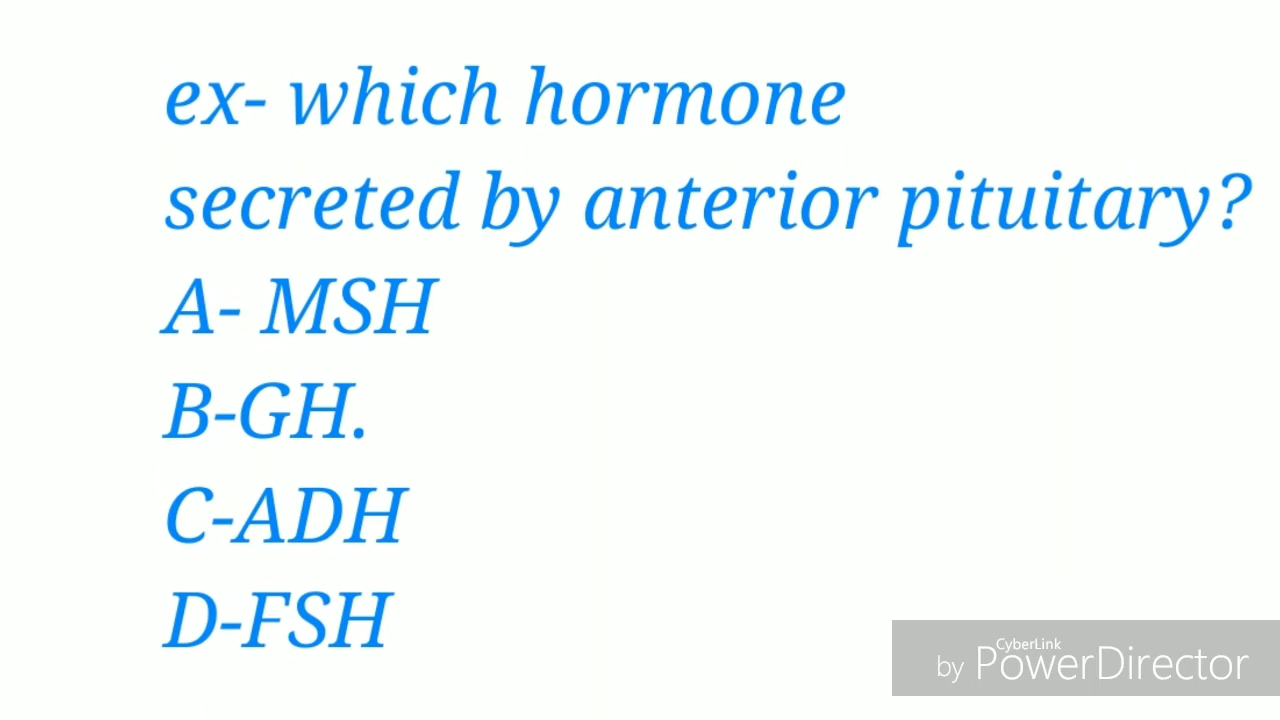 ex- which hormone
secreted by anterior pituitary?
A- MSH
B-GH.
C-ADH
D-FSH
CyberLink
by PowerDirector